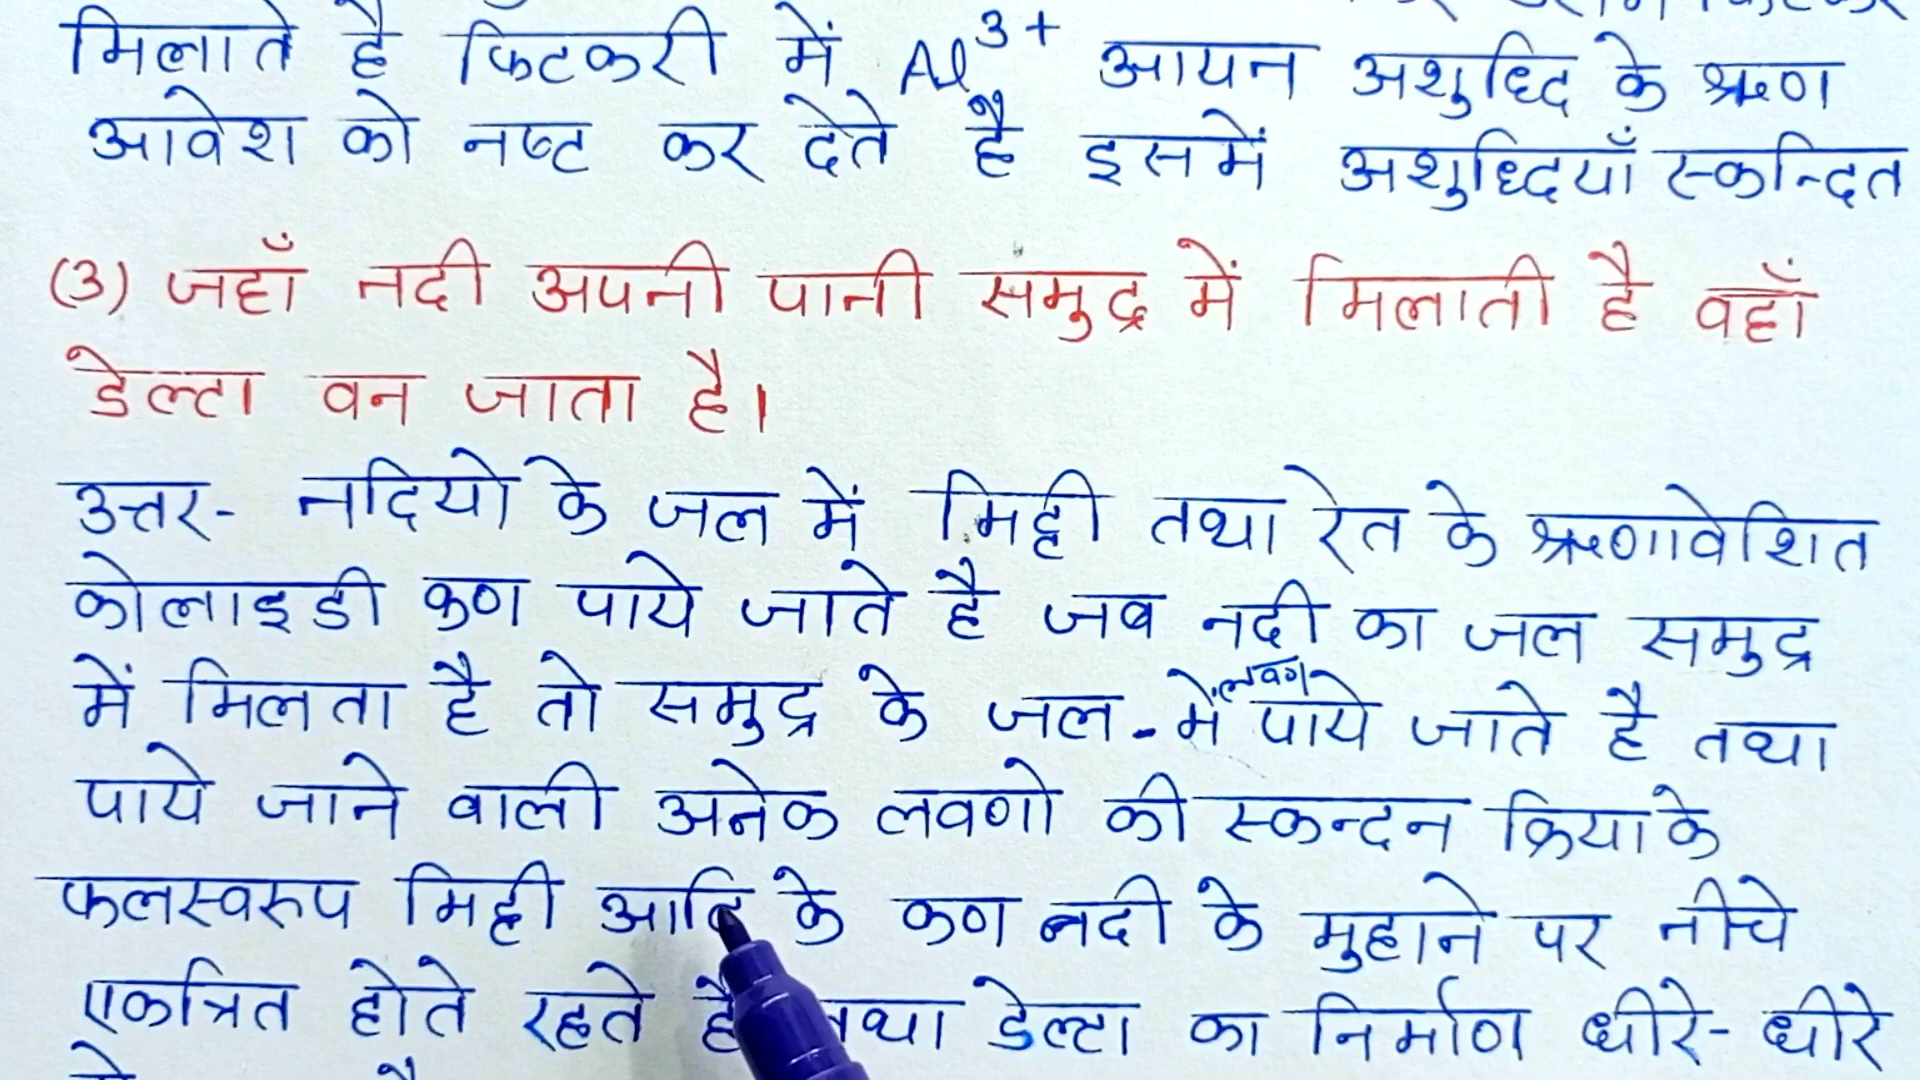 मिलाते है फिटकरी में Al³⁺ आयन अशुध्दि के ऋण
आवेश को नष्ट कर देते है इसमें अशुध्दियाँ स्कन्दित
(3) जहाँ नदी अपनी पानी समुद्र में मिलाती है वहाँ
डेल्टा वन जाता है।
उत्तर- नदियो के जल में मिट्टी तथा रेत के ऋणावेशित
कोलाइडी कण पाये जाते है जब नदी का जल समुद्र
में मिलता है तो समुद्र के जल - में लवण पाये जाते है तथा
पाये जाने वाली अनेक लवणो की स्कन्दन क्रिया के
फलस्वरुप मिट्टी आदि के कण नदी के मुहाने पर नीचे
एकत्रित होते रहते है तथा डेल्टा का निर्माण धीरे- धीरे